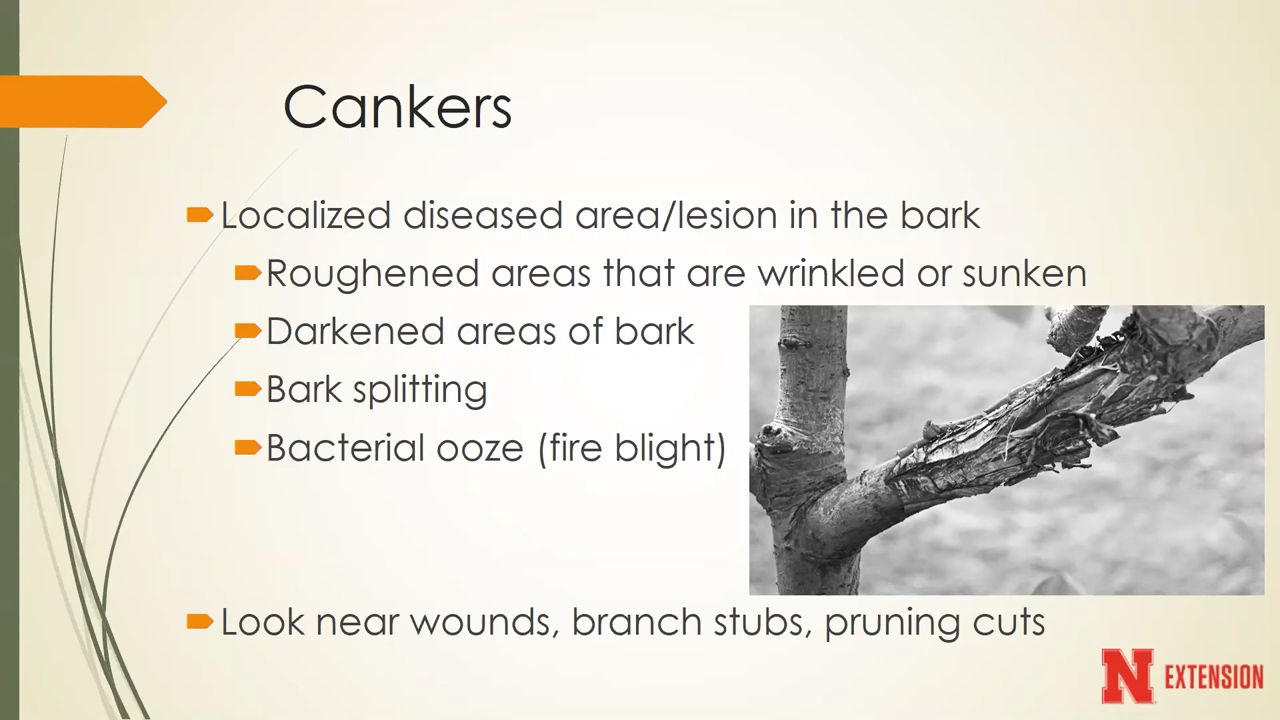 Cankers
Localized diseased area/lesion in the bark
Roughened areas that are wrinkled or sunken
Darkened areas of bark
Bark splitting
Bacterial ooze (fire blight)
Look near wounds, branch stubs, pruning cuts
N EXTENSION